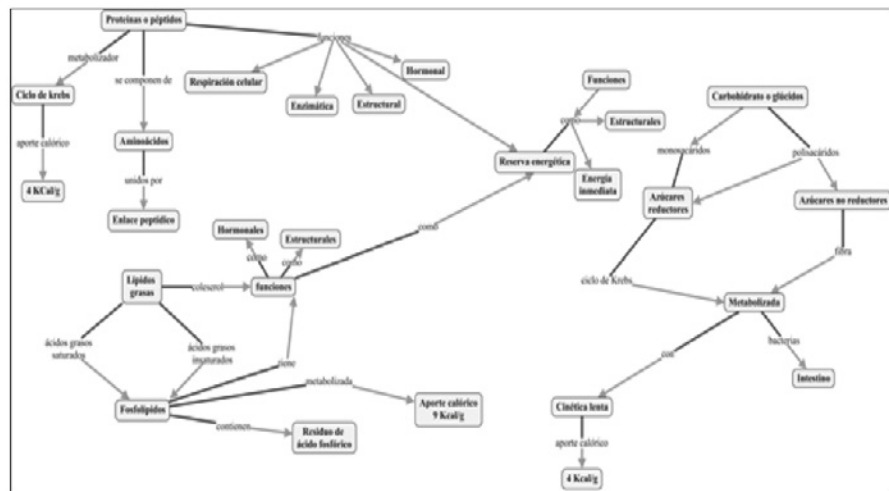 Proteínas o péptidos
metabolizador
funciones
se componen de
Hormonal
Respiración celular
Ciclo de krebs
Enzimática
Estructural
Funciones
Carbohidrato o glúcidos
como
Estructurales
aporte calórico
Aminoácidos
Reserva energética
monosacáridos
polisacáridos
unidos por
Energía
inmediata
4 KCal/g
Azúcares
reductores
Azúcares no reductores
Enlace peptídico
Hormonales
Estructurales
como
como
como
Lípidos
grasas
coleserol
funciones
ciclo de Krebs
fibra
Metabolizada
ácidos grasos
saturados
ácidos grasos
insaturados
tiene
con
bacterias
metabolizada
Intestino
Fosfolípidos
Aporte calórico
9 Kcal/g
Cinética lenta
contienen
Residuo de
ácido fosfórico
aporte calórico
4 Kcal/g